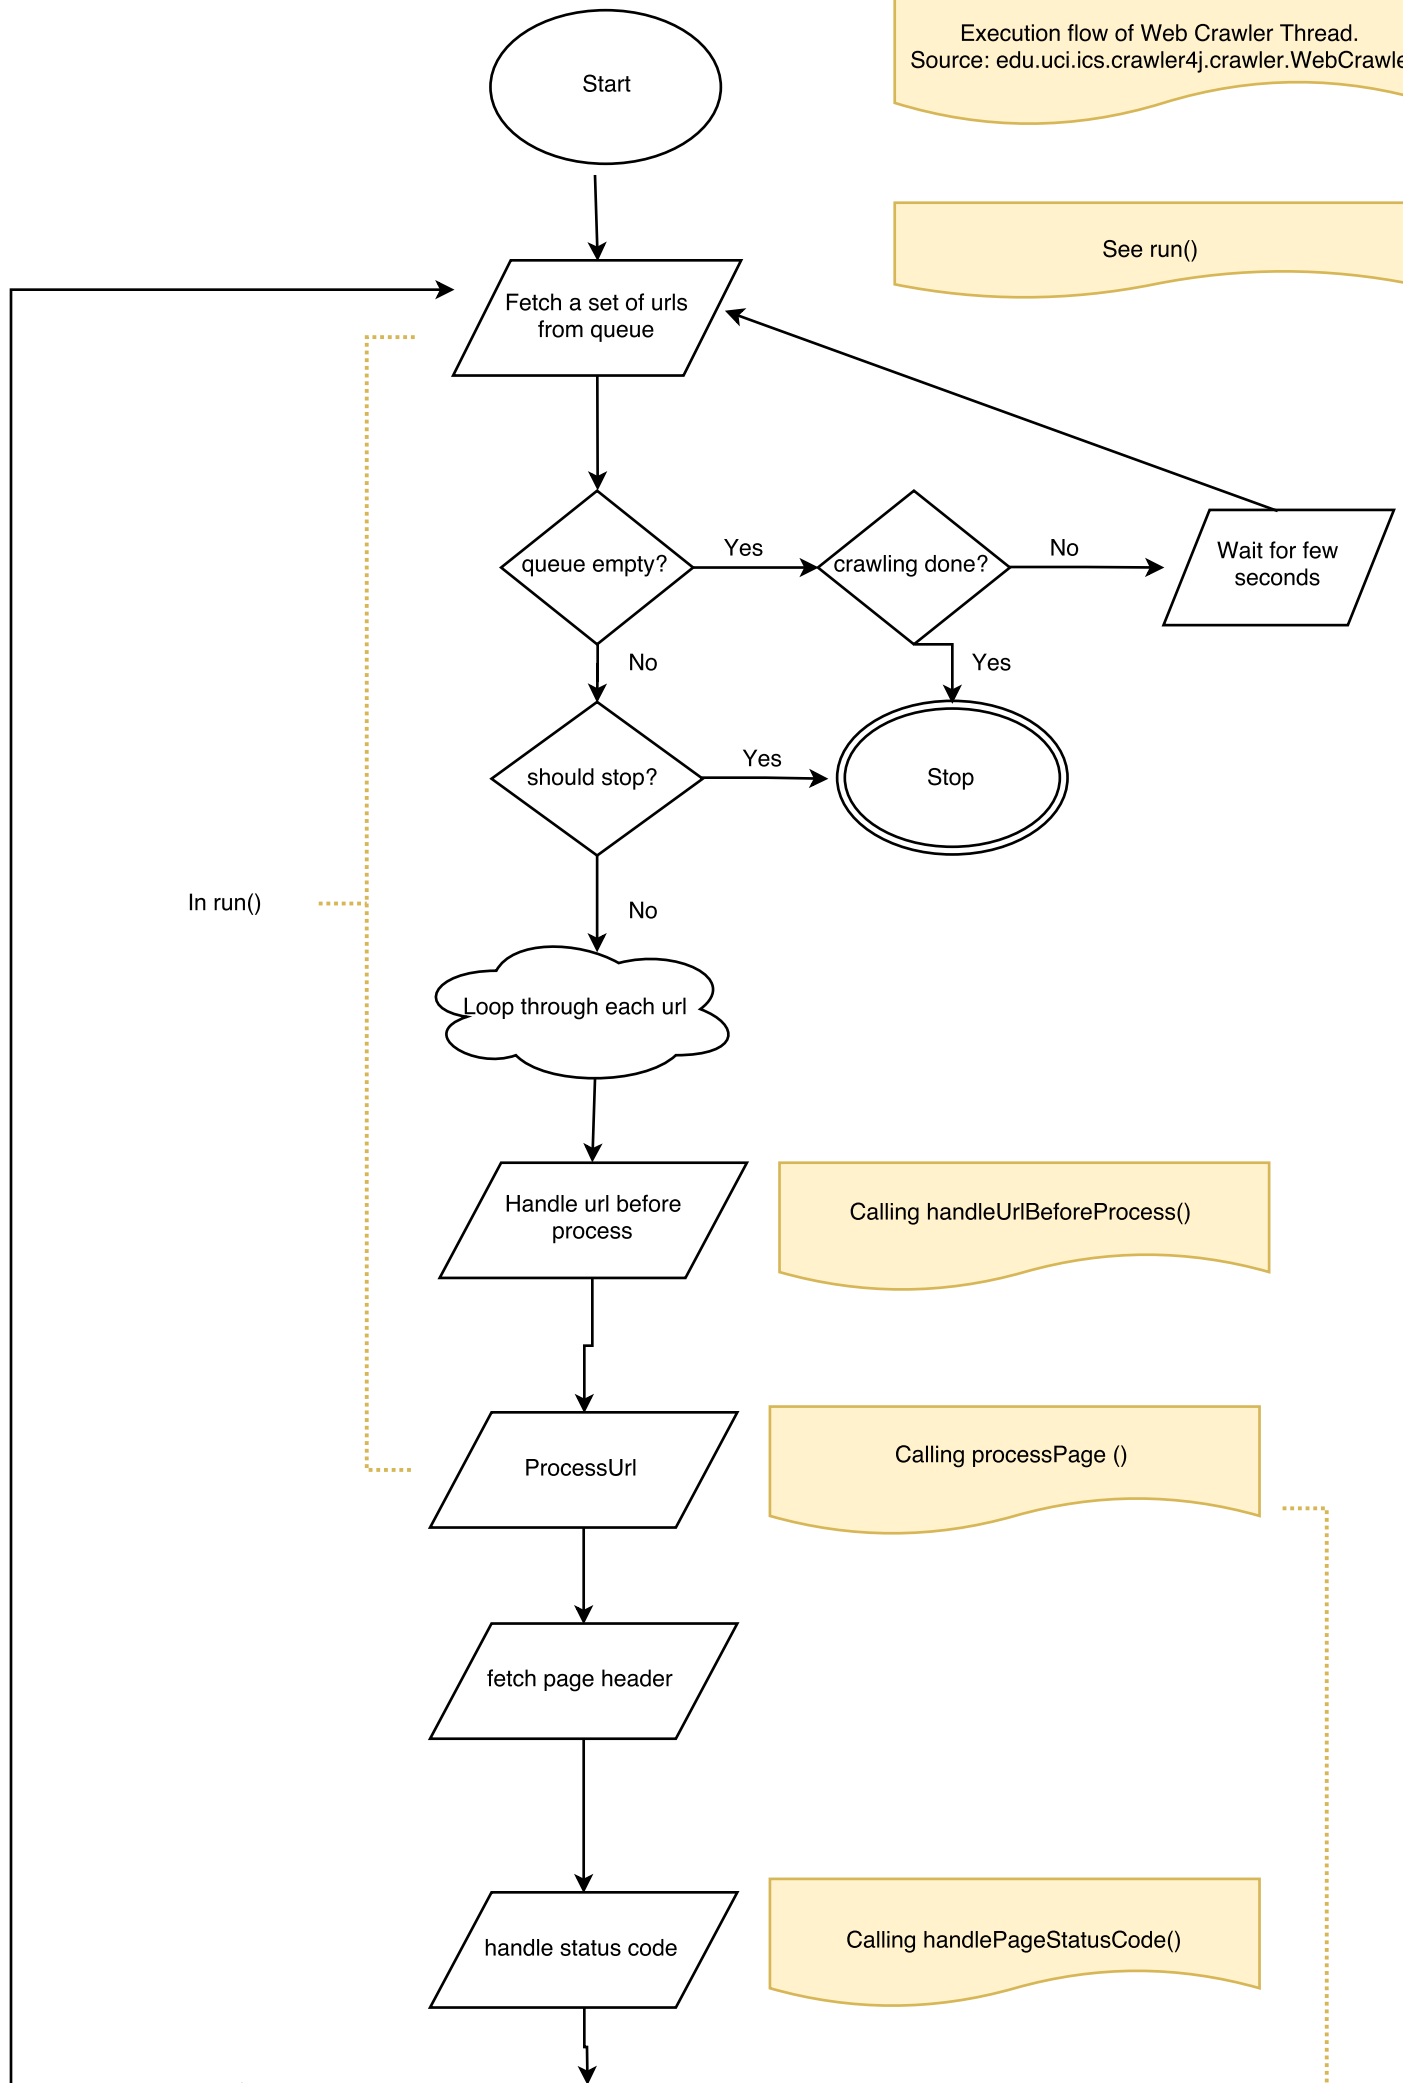 Start
Execution flow of Web Crawler Thread.
Source: edu.uci.ics.crawler4j.crawler.WebCrawle
See run()
Fetch a set of urls
from queue
queue empty?
Yes
crawling done?
No
Wait for few
seconds
No
Yes
should stop?
Yes
Stop
In run()
No
Loop through each url
Handle url before
process
Calling handleUrlBeforeProcess()
ProcessUrl
Calling processPage ()
fetch page header
handle status code
Calling handlePageStatusCode()